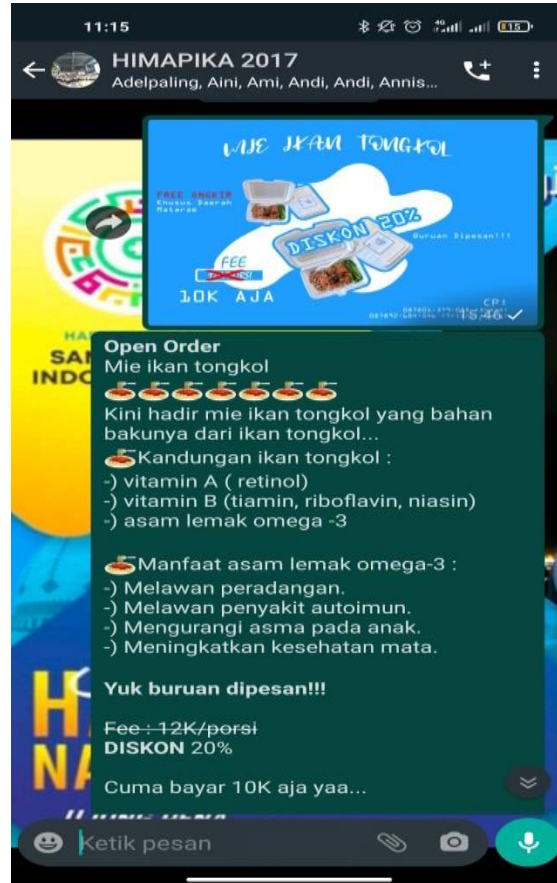 11:15
15
HIMAPIKA 2017
Adelpaling, Aini, Ami, Andi, Andi, Annis...
MIE IKAN TONGKOL
FREE ONGKIR
Khusus Daerah
Mataram
DISKON 20%
Buruan Dipesan!!!
FEE
10K AJA
CP:
15.46
Open Order
Mie ikan tongkol
Kini hadir mie ikan tongkol yang bahan
bakunya dari ikan tongkol...
Kandungan ikan tongkol :
-) vitamin A ( retinol)
-) vitamin B (tiamin, riboflavin, niasin)
-) asam lemak omega -3
Manfaat asam lemak omega-3 :
-) Melawan peradangan.
-) Melawan penyakit autoimun.
-) Mengurangi asma pada anak.
-) Meningkatkan kesehatan mata.
Yuk buruan dipesan!!!
Fee : 12K/porsi
DISKON 20%
Cuma bayar 10K aja yaa...
Ketik pesan